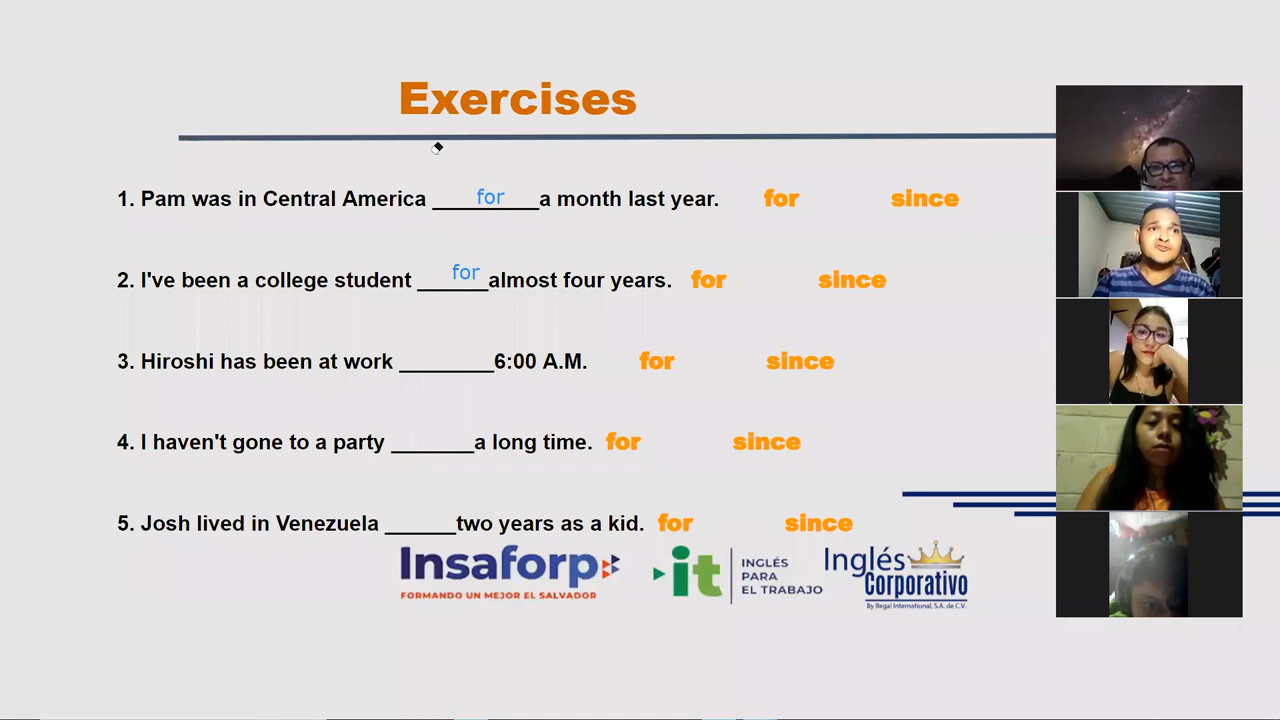 Exercises
1. Pam was in Central America _________for a month last year. for since
2. I've been a college student ______for almost four years. for since
3. Hiroshi has been at work ________6:00 A.M. for since
4. I haven't gone to a party _______a long time. for since
5. Josh lived in Venezuela ______two years as a kid. for since
Insaforp
FORMANDO UN MEJOR EL SALVADOR
it INGLÉS PARA EL TRABAJO
Inglés Corporativo
By Regal International, S.A. de C.V.